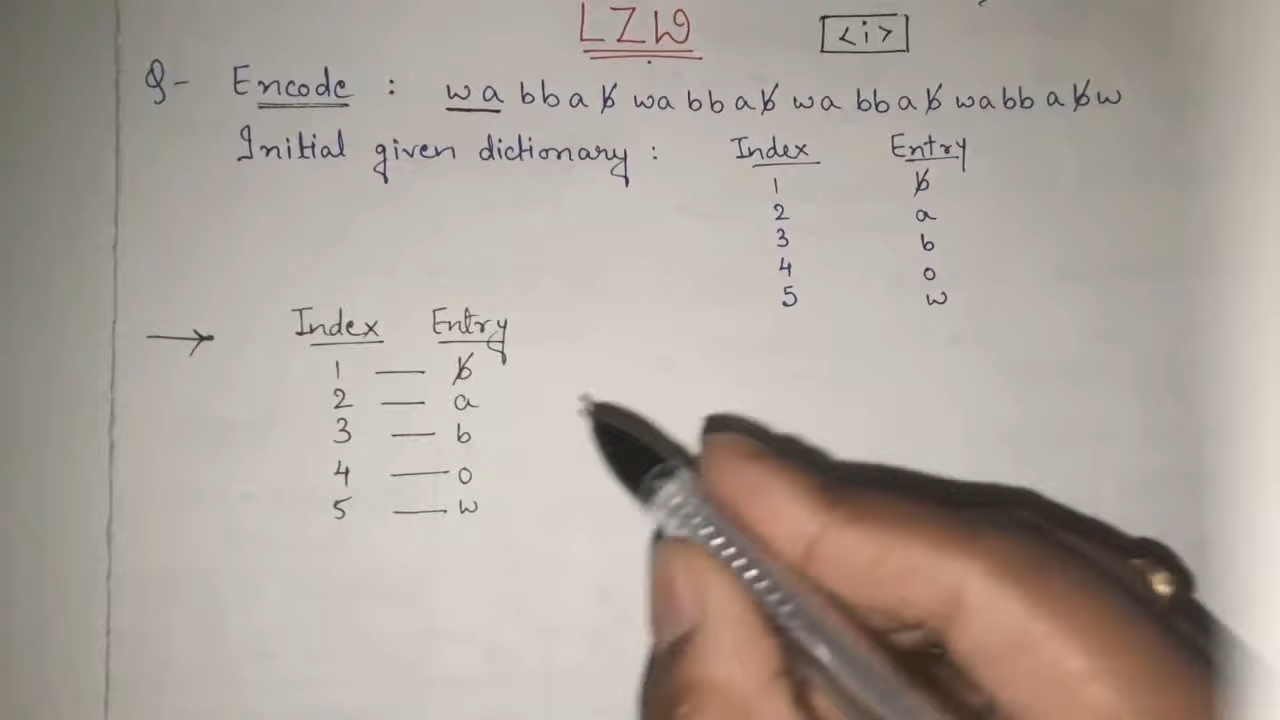 LZW
<i>
Q- Encode : wabbaƀwabbaƀwabbaƀwabbaƀw
Initial given dictionary : Index Entry
1 ƀ
2 a
3 b
4 o
5 w
Index Entry
1 — ƀ
2 — a
3 — b
4 — o
5 — w